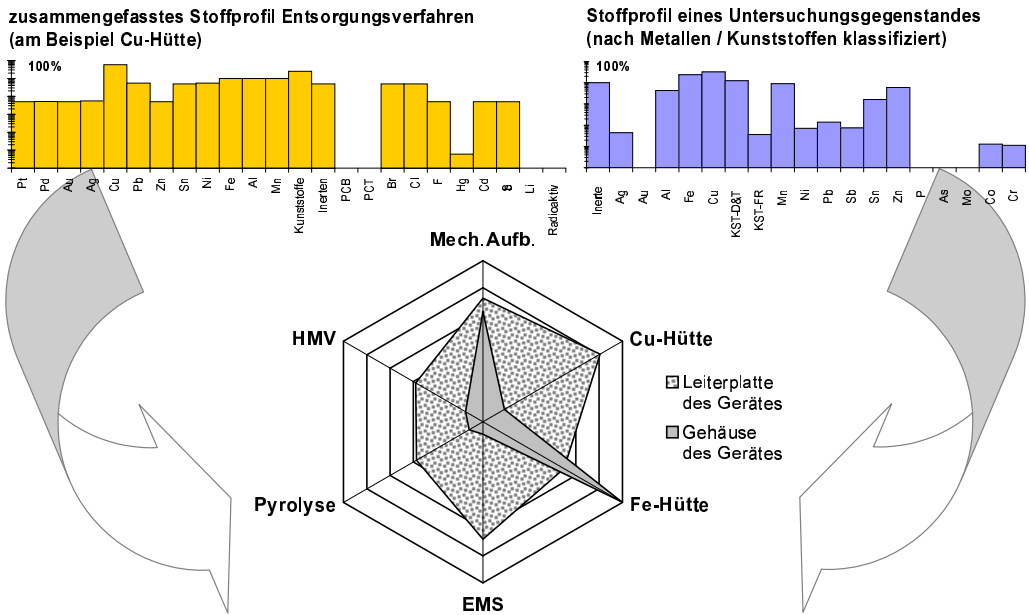 zusammengefasstes Stoffprofil Entsorgungsverfahren
(am Beispiel Cu-Hütte)
100%
Pt
Pd
Au
Ag
Cu
Pb
Zn
Sn
Ni
Fe
Al
Mn
Kunststoffe
Inerten
PCB
PCT
Br
Cl
F
Hg
Cd
Li
Radioaktiv
Stoffprofil eines Untersuchungsgegenstandes
(nach Metallen / Kunststoffen klassifiziert)
100%
Inerte
Ag
Au
Al
Fe
Cu
KST-D&T
KST-FR
Mn
Ni
Pb
Sb
Sn
Zn
P
As
Mo
Co
Cr
Mech.Aufb.
HMV
Cu-Hütte
Leiterplatte
des Gerätes
Gehäuse
des Gerätes
Pyrolyse
Fe-Hütte
EMS